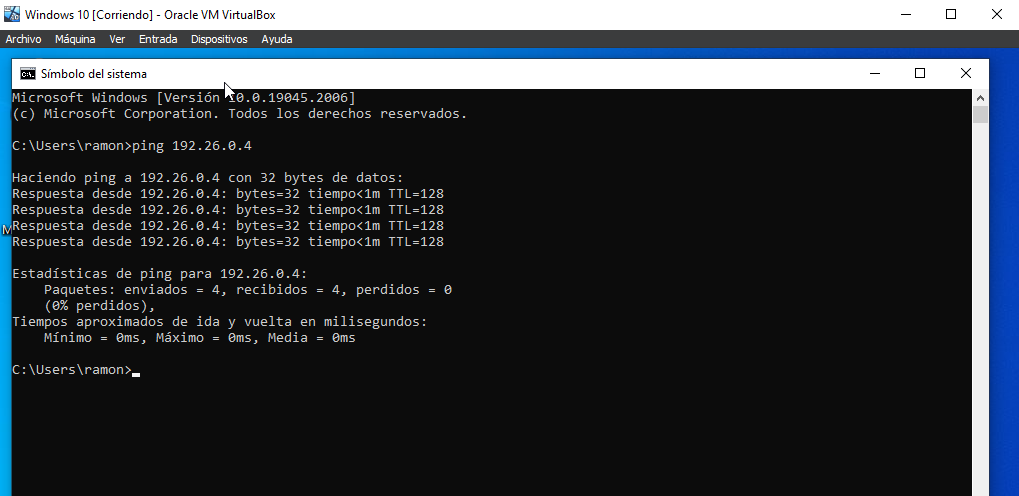 Windows 10 [Corriendo] - Oracle VM VirtualBox
Archivo Máquina Ver Entrada Dispositivos Ayuda
Símbolo del sistema
Microsoft Windows [Versión 10.0.19045.2006]
(c) Microsoft Corporation. Todos los derechos reservados.
C:\Users\ramon>ping 192.26.0.4
Haciendo ping a 192.26.0.4 con 32 bytes de datos:
Respuesta desde 192.26.0.4: bytes=32 tiempo<1m TTL=128
Respuesta desde 192.26.0.4: bytes=32 tiempo<1m TTL=128
Respuesta desde 192.26.0.4: bytes=32 tiempo<1m TTL=128
M
Respuesta desde 192.26.0.4: bytes=32 tiempo<1m TTL=128
Estadísticas de ping para 192.26.0.4:
Paquetes: enviados = 4, recibidos = 4, perdidos = 0
(0% perdidos),
Tiempos aproximados de ida y vuelta en milisegundos:
Mínimo = 0ms, Máximo = 0ms, Media = 0ms
C:\Users\ramon>